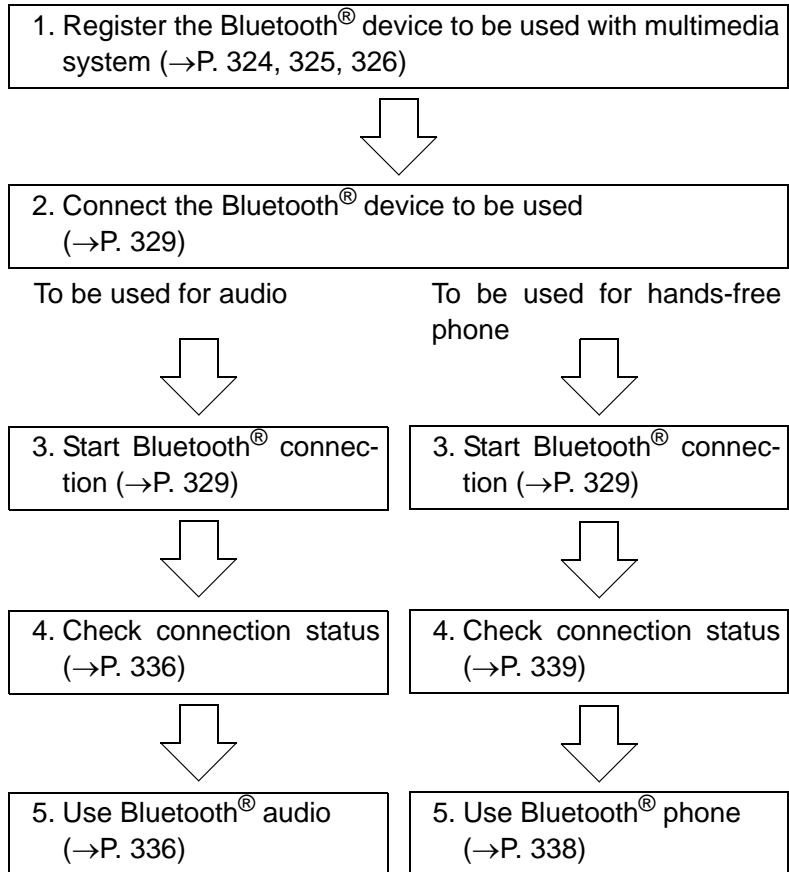 1. Register the Bluetooth® device to be used with multimedia
system (→P. 324, 325, 326)
2. Connect the Bluetooth® device to be used
(→P. 329)
To be used for audio
To be used for hands-free
phone
3. Start Bluetooth® connec-
tion (→P. 329)
3. Start Bluetooth® connec-
tion (→P. 329)
4. Check connection status
(→P. 336)
4. Check connection status
(→P. 339)
5. Use Bluetooth® audio
(→P. 336)
5. Use Bluetooth® phone
(→P. 338)